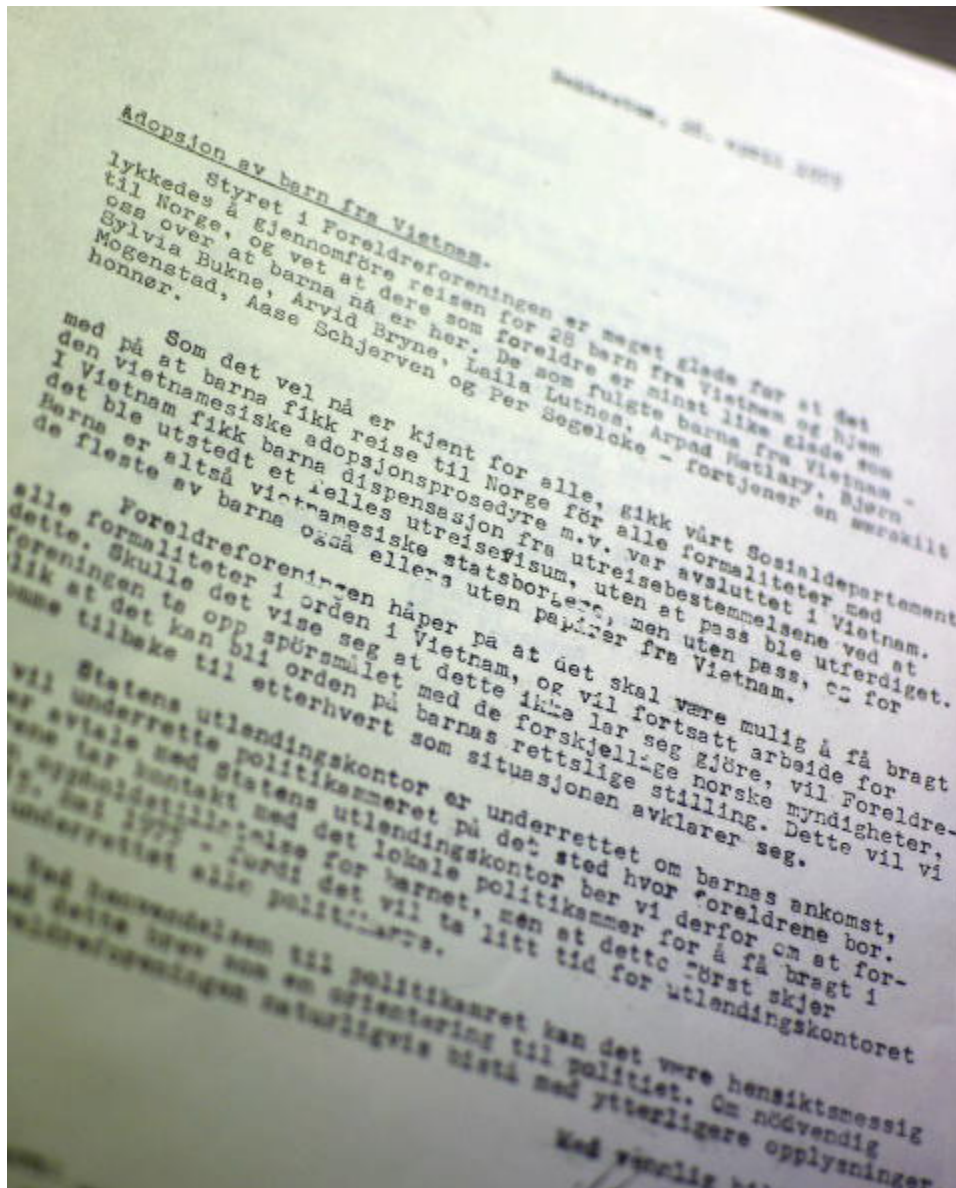 april
Adopsjon av barn fra Vietnam.
Styret i Foreldreforeningen er meget glade for at det
lykkedes å gjennomföre reisen for 28 barn fra Vietnam og hjem
til Norge, og vet at dere som foreldre er minst like glade som
oss over at barna nå er her. De som fulgte barna fra Vietnam -
Sylvia Bukne, Arvid Bryne, Laila Lutnes, Arpad Matlary, Bjørn
Mogenstad, Aase Schjerven og Per Segelcke - fortjener en særskilt
honnør.
Som det vel nå er kjent for alle, gikk vårt Sosialdepartement
med på at barna fikk reise til Norge för alle formaliteter med
den vietnamesiske adopsjonsprosedyre m.v. var avsluttet i Vietnam.
I Vietnam fikk barna dispensasjon fra utreisebestemmelsene ved at
det ble utstedt et felles utreisevisum, uten at pass ble utferdiget.
Barna er altså vietnamesiske statsborgere, men uten pass, og for
de fleste av barna også ellers uten papirer fra Vietnam.
Foreldreforeningen håper på at det skal være mulig å få bragt
alle formaliteter i orden i Vietnam, og vil fortsatt arbeide for
dette. Skulle det vise seg at dette ikke lar seg gjöre, vil Foreldre-
foreningen ta opp spörsmålet med de forskjellige norske myndigheter,
slik at det kan bli orden på barnas rettslige stilling. Dette vil vi
komme tilbake til etterhvert som situasjonen avklarer seg.
Statens utlendingskontor er underrettet om barnas ankomst,
vil underrette politikammeret på det sted hvor foreldrene bor.
avtale med Statens utlendingskontor ber vi derfor om at for-
tar kontakt med det lokale politikammer for å få bragt i
oppholdstillatelse for barnet, men at dette först skjer
mai - fordi det vil ta litt tid for utlendingskontoret
underrettet alle
Ved henvendelsen til politikamret kan det være hensiktsmessig
dette brev som en orientering til politiet. Om nödvendig
naturligvis bistå med ytterligere opplysninger
Med vennlig